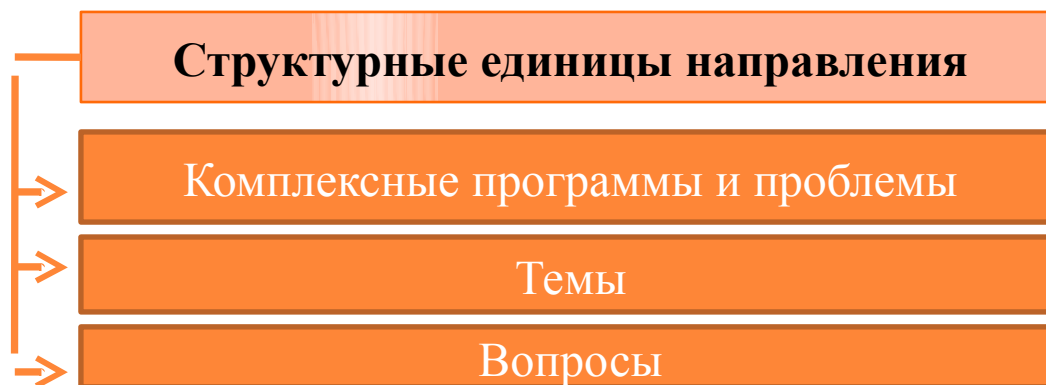 Структурные единицы направления
Комплексные программы и проблемы
Темы
Вопросы